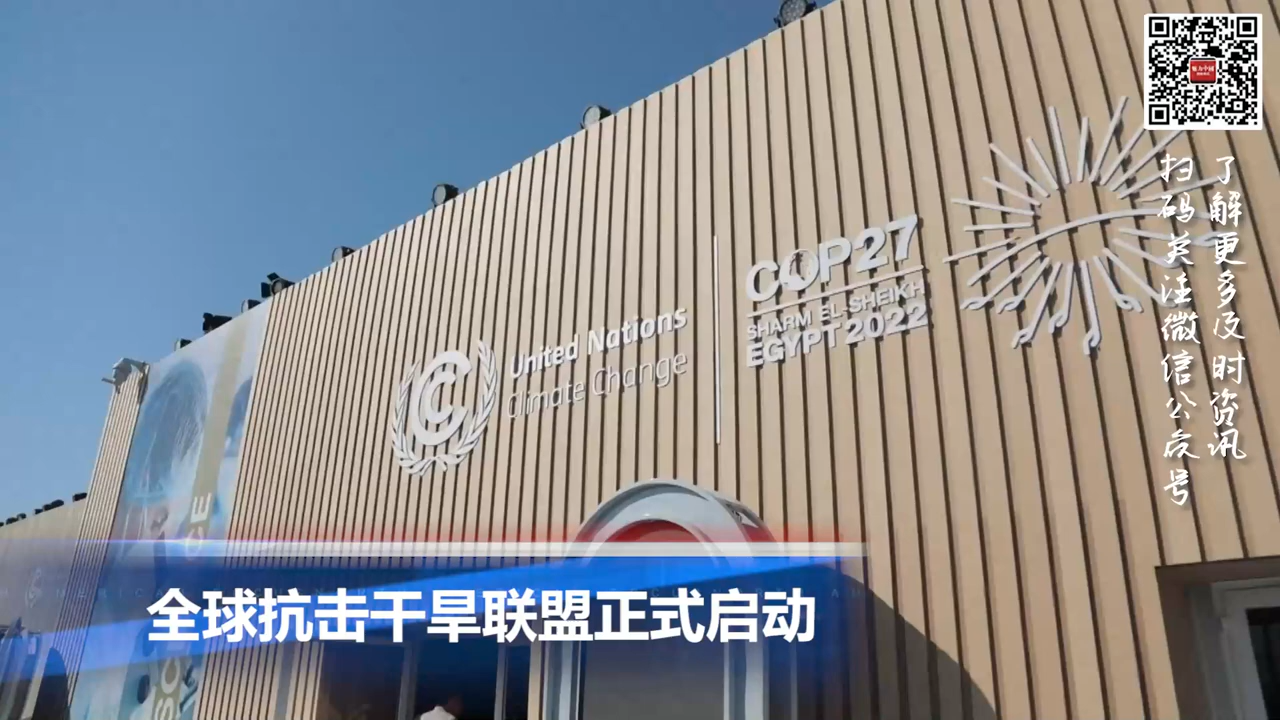 United Nations
Climate Change
COP27
SHARM EL-SHEIKH
EGYPT 2022
了解更多及时资讯
扫码关注微信公众号
全球抗击干旱联盟正式启动